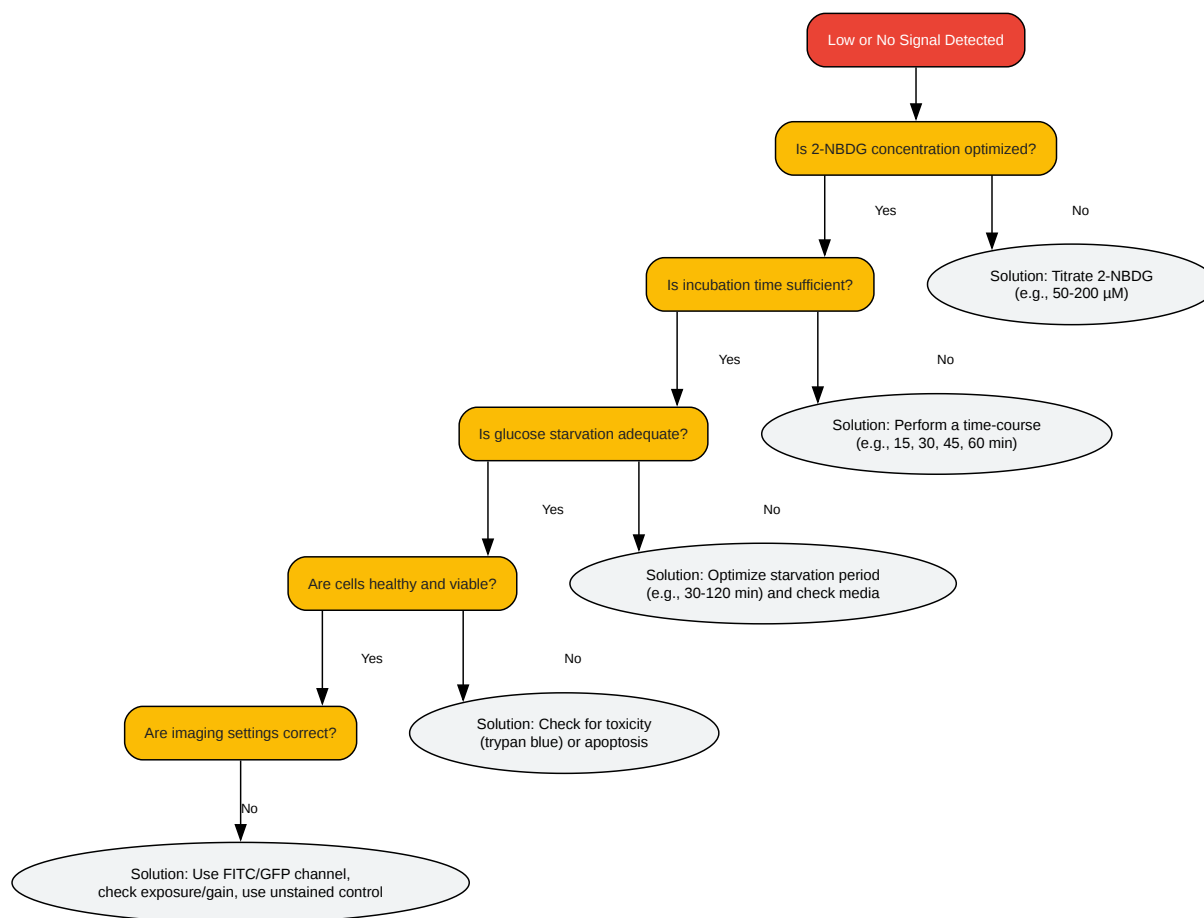 Low or No Signal Detected
Is 2-NBDG concentration optimized?
Yes
No
Is incubation time sufficient?
Solution: Titrate 2-NBDG
(e.g., 50-200 µM)
Yes
No
Is glucose starvation adequate?
Solution: Perform a time-course
(e.g., 15, 30, 45, 60 min)
Yes
No
Are cells healthy and viable?
Solution: Optimize starvation period
(e.g., 30-120 min) and check media
Yes
No
Are imaging settings correct?
Solution: Check for toxicity
(trypan blue) or apoptosis
No
Solution: Use FITC/GFP channel,
check exposure/gain, use unstained control